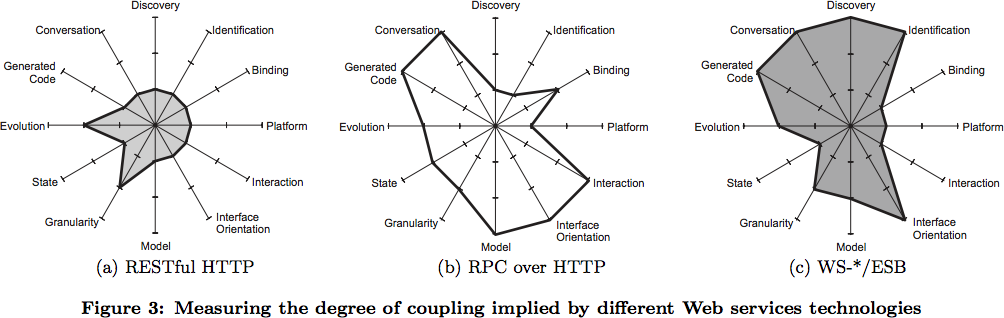 Discovery
Conversation
Identification
Generated
Code
Binding
Evolution
Platform
State
Interaction
Granularity
Interface
Orientation
Model
(a) RESTful HTTP
Discovery
Conversation
Identification
Generated
Code
Binding
Evolution
Platform
State
Interaction
Granularity
Interface
Orientation
Model
(b) RPC over HTTP
Discovery
Conversation
Identification
Generated
Code
Binding
Evolution
Platform
State
Interaction
Granularity
Interface
Orientation
Model
(c) WS-*/ESB
Figure 3: Measuring the degree of coupling implied by different Web services technologies